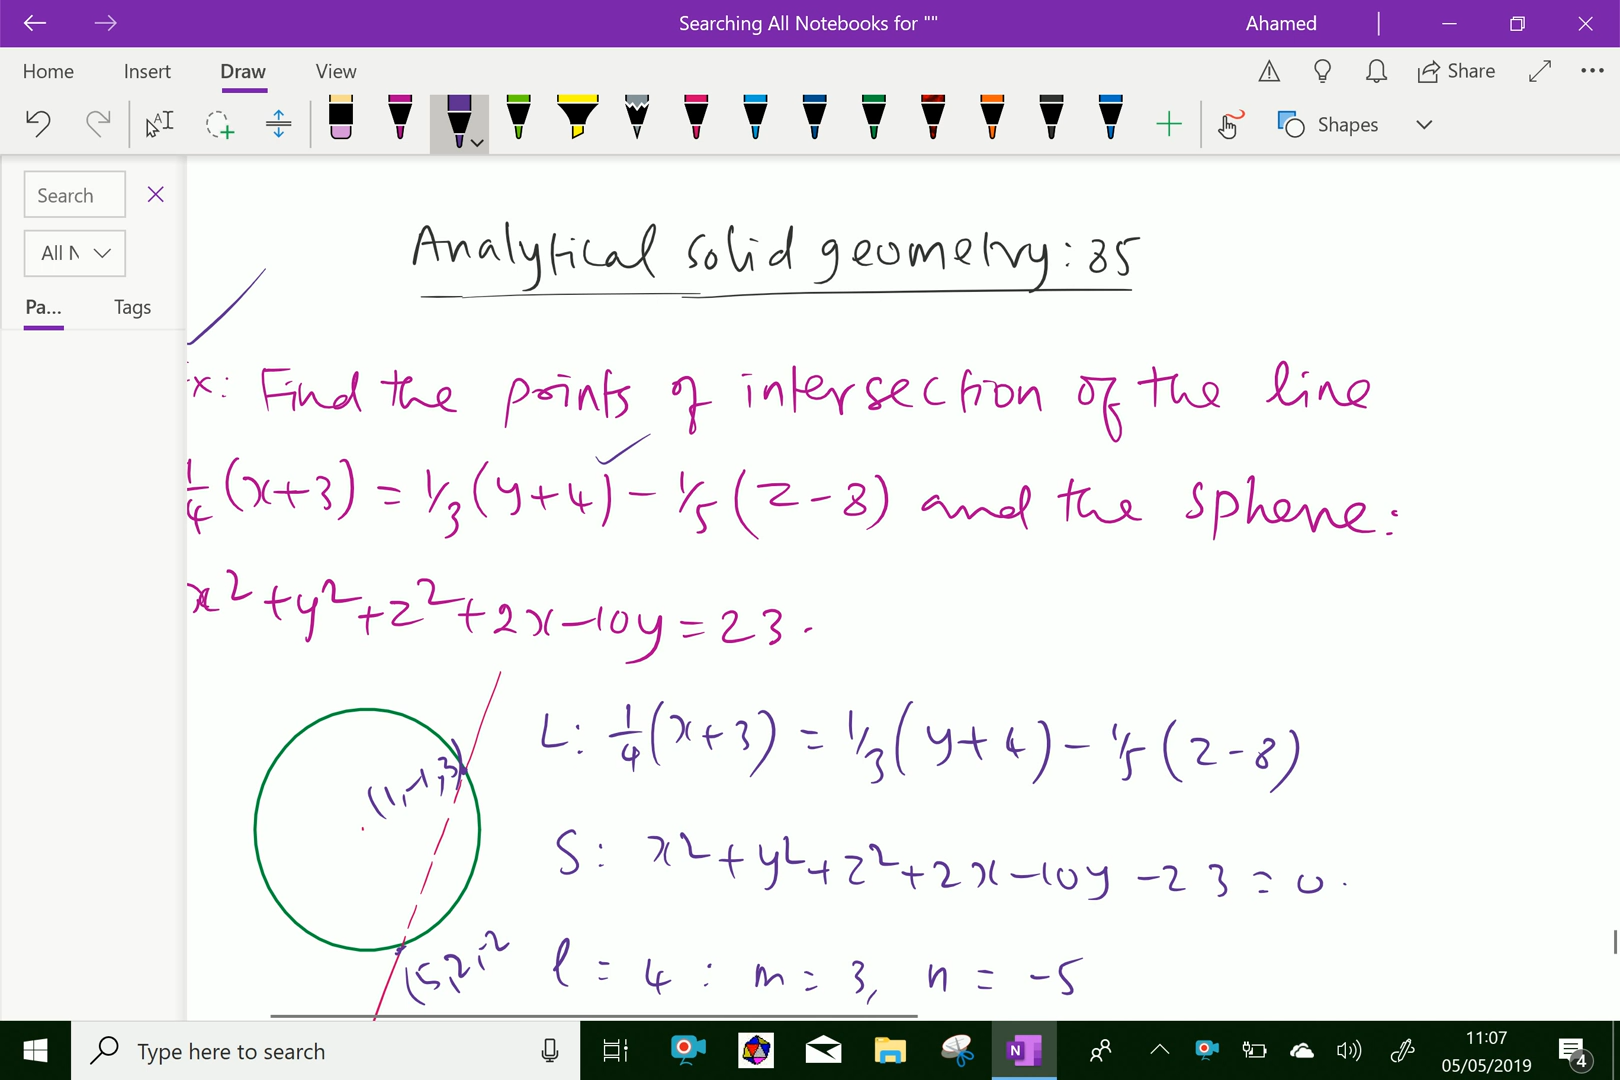 Searching All Notebooks for ""
Ahamed
Home Insert Draw View Share
Shapes
Search
All N
Pa... Tags
Analytical solid geometry: 85
x: Find the points of intersection of the line
1/4 (x+3) = 1/3 (y+4) - 1/5 (z-8) and the sphene:
x² + y² + z² + 2x - 10y = 23.
L: 1/4 (x+3) = 1/3 (y+4) - 1/5 (z-8)
(1,-1,3)
S: x² + y² + z² + 2x - 10y - 23 = 0.
(5,2,-2
l = 4 : m = 3, n = -5
Type here to search
N
11:07
05/05/2019
4